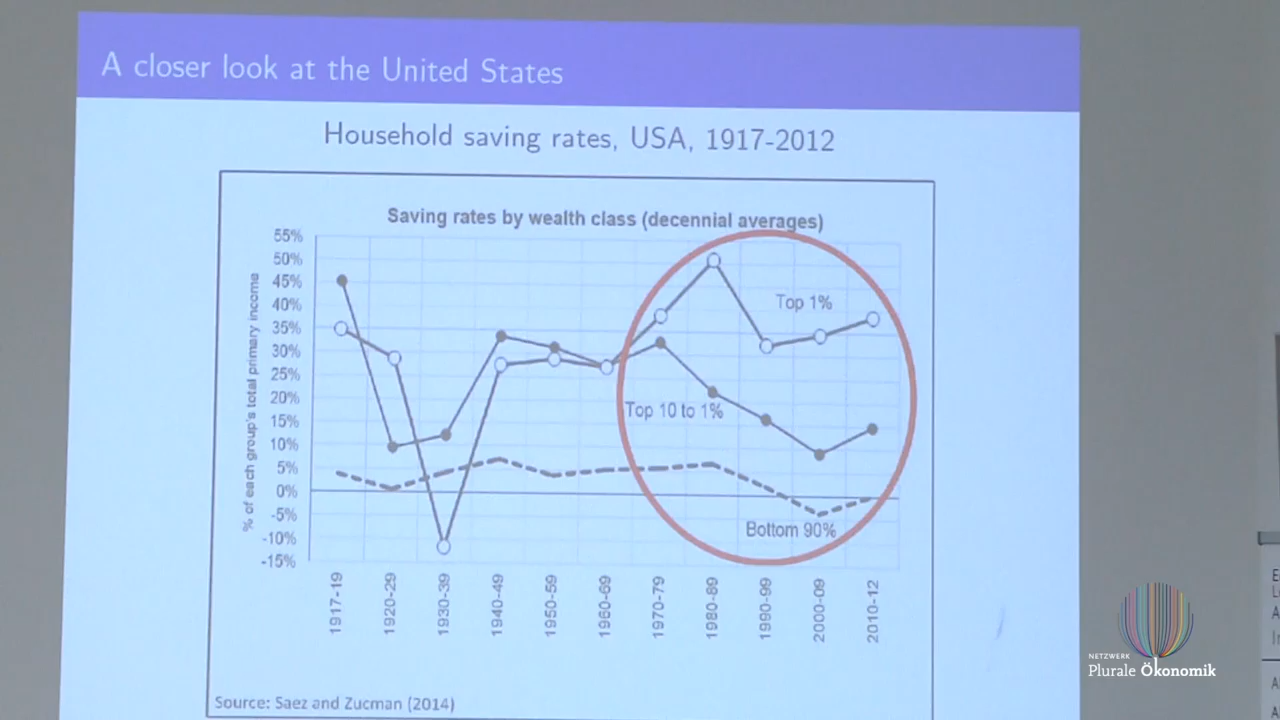 A closer look at the United States
Household saving rates, USA, 1917-2012
Saving rates by wealth class (decennial averages)
% of each group's total primary income
55%
50%
45%
40%
35%
30%
25%
20%
15%
10%
5%
0%
-5%
-10%
-15%
Top 1%
Top 10 to 1%
Bottom 90%
1917-19
1920-29
1930-39
1940-49
1950-59
1960-69
1970-79
1980-89
1990-99
2000-09
2010-12
Source: Saez and Zucman (2014)
NETZWERK
Plurale Ökonomik